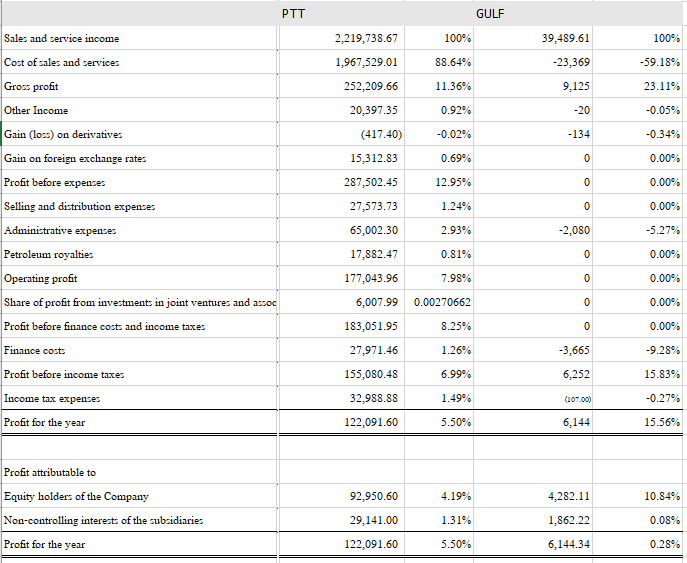 PTT GULF
Sales and service income 2,219,738.67 100% 39,489.61 100%
Cost of sales and services 1,967,529.01 88.64% -23,369 -59.18%
Gross profit 252,209.66 11.36% 9,125 23.11%
Other Income 20,397.35 0.92% -20 -0.05%
Gain (loss) on derivatives (417.40) -0.02% -134 -0.34%
Gain on foreign exchange rates 15,312.83 0.69% 0 0.00%
Profit before expenses 287,502.45 12.95% 0 0.00%
Selling and distribution expenses 27,573.73 1.24% 0 0.00%
Administrative expenses 65,002.30 2.93% -2,080 -5.27%
Petroleum royalties 17,882.47 0.81% 0 0.00%
Operating profit 177,043.96 7.98% 0 0.00%
Share of profit from investments in joint ventures and assoc 6,007.99 0.00270662 0 0.00%
Profit before finance costs and income taxes 183,051.95 8.25% 0 0.00%
Finance costs 27,971.46 1.26% -3,665 -9.28%
Profit before income taxes 155,080.48 6.99% 6,252 15.83%
Income tax expenses 32,988.88 1.49% (107.00) -0.27%
Profit for the year 122,091.60 5.50% 6,144 15.56%
Profit attributable to
Equity holders of the Company 92,950.60 4.19% 4,282.11 10.84%
Non-controlling interests of the subsidiaries 29,141.00 1.31% 1,862.22 0.08%
Profit for the year 122,091.60 5.50% 6,144.34 0.28%